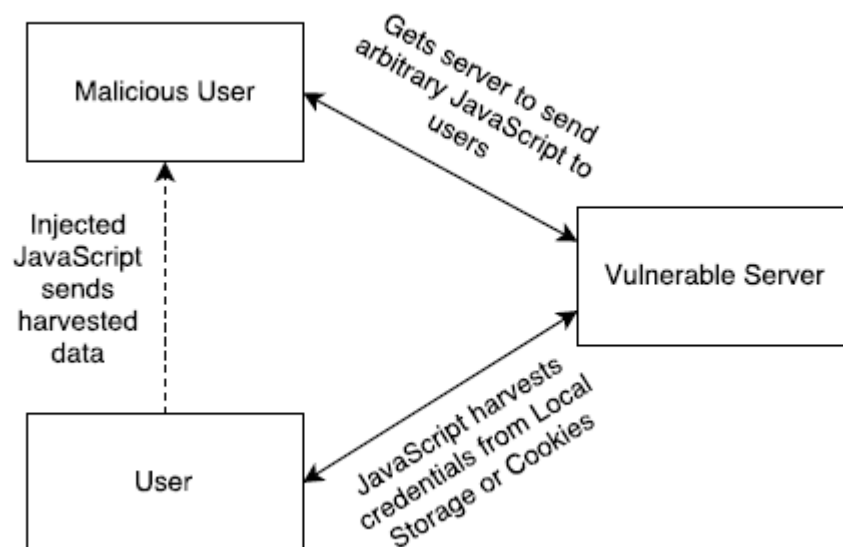 Malicious User
Gets server to send
arbitrary JavaScript to
users
Injected
JavaScript
sends
harvested
data
Vulnerable Server
JavaScript harvests
credentials from Local
Storage or Cookies
User